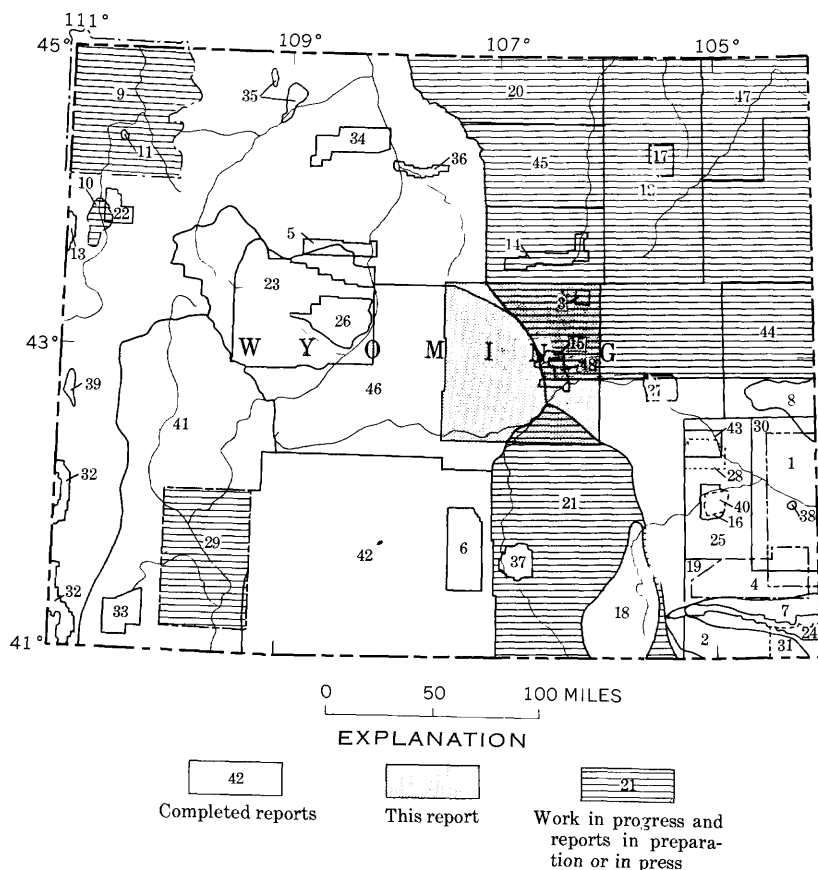 111°
45° 109° 107° 105°
9 35 20 47
11 34 17
36 45 12
10 22
13 5 14
23 3
26 44
43° W Y O M I N G
15
48
39 46 27 8
41 43 30
32 28 1
21 40 38
16
29 42 6 37 25
19 4
32 33 18 7
24
41° 2 31
0 50 100 MILES
EXPLANATION
42 21
Completed reports This report Work in progress and
reports in prepara-
tion or in press